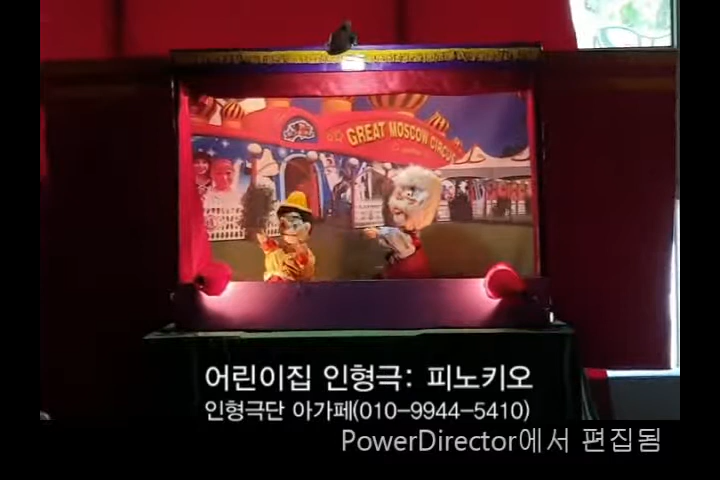 GREAT MOSCOW CIRCUS
어린이집 인형극: 피노키오
인형극단 아가페(010-9944-5410)
PowerDirector에서 편집됨